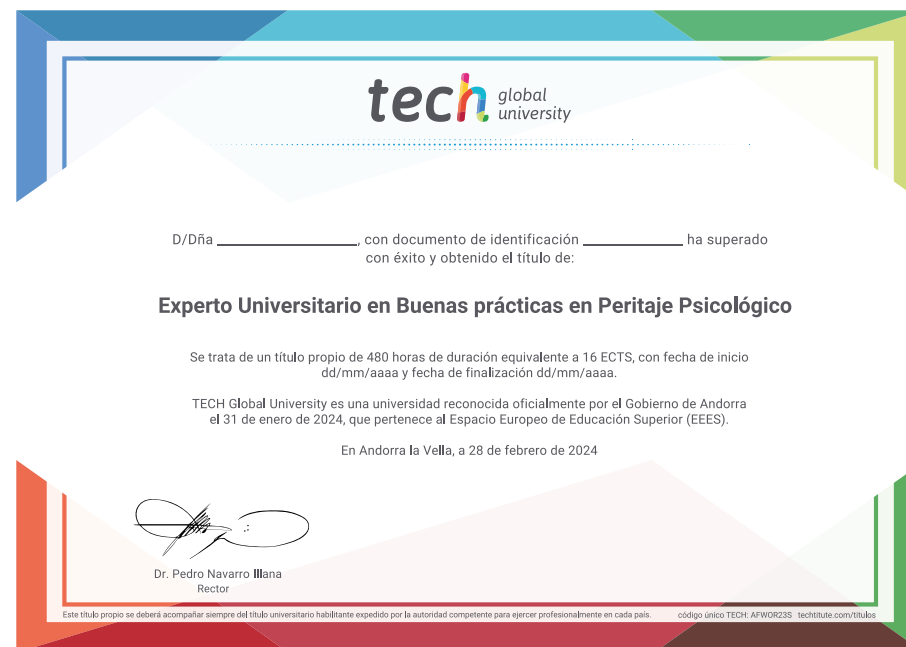 tech global
university
D/Dña , con documento de identificación ha superado
con éxito y obtenido el título de:
Experto Universitario en Buenas prácticas en Peritaje Psicológico
Se trata de un título propio de 480 horas de duración equivalente a 16 ECTS, con fecha de inicio
dd/mm/aaaa y fecha de finalización dd/mm/aaaa.
TECH Global University es una universidad reconocida oficialmente por el Gobierno de Andorra
el 31 de enero de 2024, que pertenece al Espacio Europeo de Educación Superior (EEES).
En Andorra la Vella, a 28 de febrero de 2024
Dr. Pedro Navarro Illana
Rector
Este título propio se deberá acompañar siempre del título universitario habilitante expedido por la autoridad competente para ejercer profesionalmente en cada país. código único TECH: AFWOR23S techtitute.com/titulos